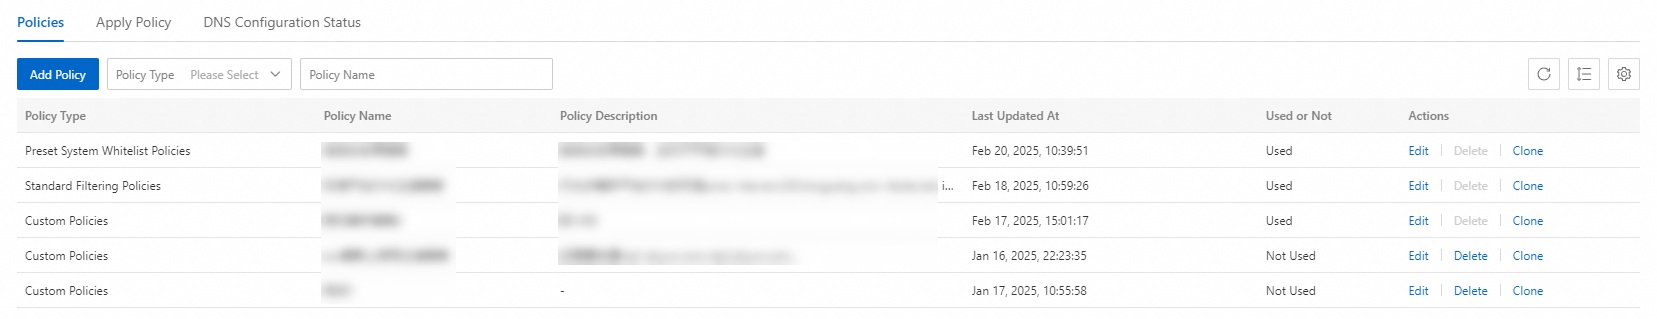 Policies Apply Policy DNS Configuration Status
Add Policy Policy Type Please Select Policy Name
Policy Type Policy Name Policy Description Last Updated At Used or Not Actions
Preset System Whitelist Policies Feb 20, 2025, 10:39:51 Used Edit Delete Clone
Standard Filtering Policies i... Feb 18, 2025, 10:59:26 Used Edit Delete Clone
Custom Policies Feb 17, 2025, 15:01:17 Used Edit Delete Clone
Custom Policies Jan 16, 2025, 22:23:35 Not Used Edit Delete Clone
Custom Policies - Jan 17, 2025, 10:55:58 Not Used Edit Delete Clone